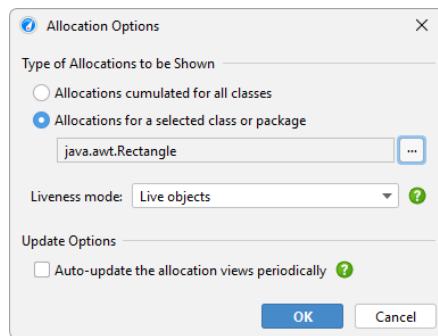 Allocation Options
Type of Allocations to be Shown
Allocations cumulated for all classes
Allocations for a selected class or package
java.awt.Rectangle ...
Liveness mode: Live objects ?
Update Options
Auto-update the allocation views periodically ?
OK Cancel